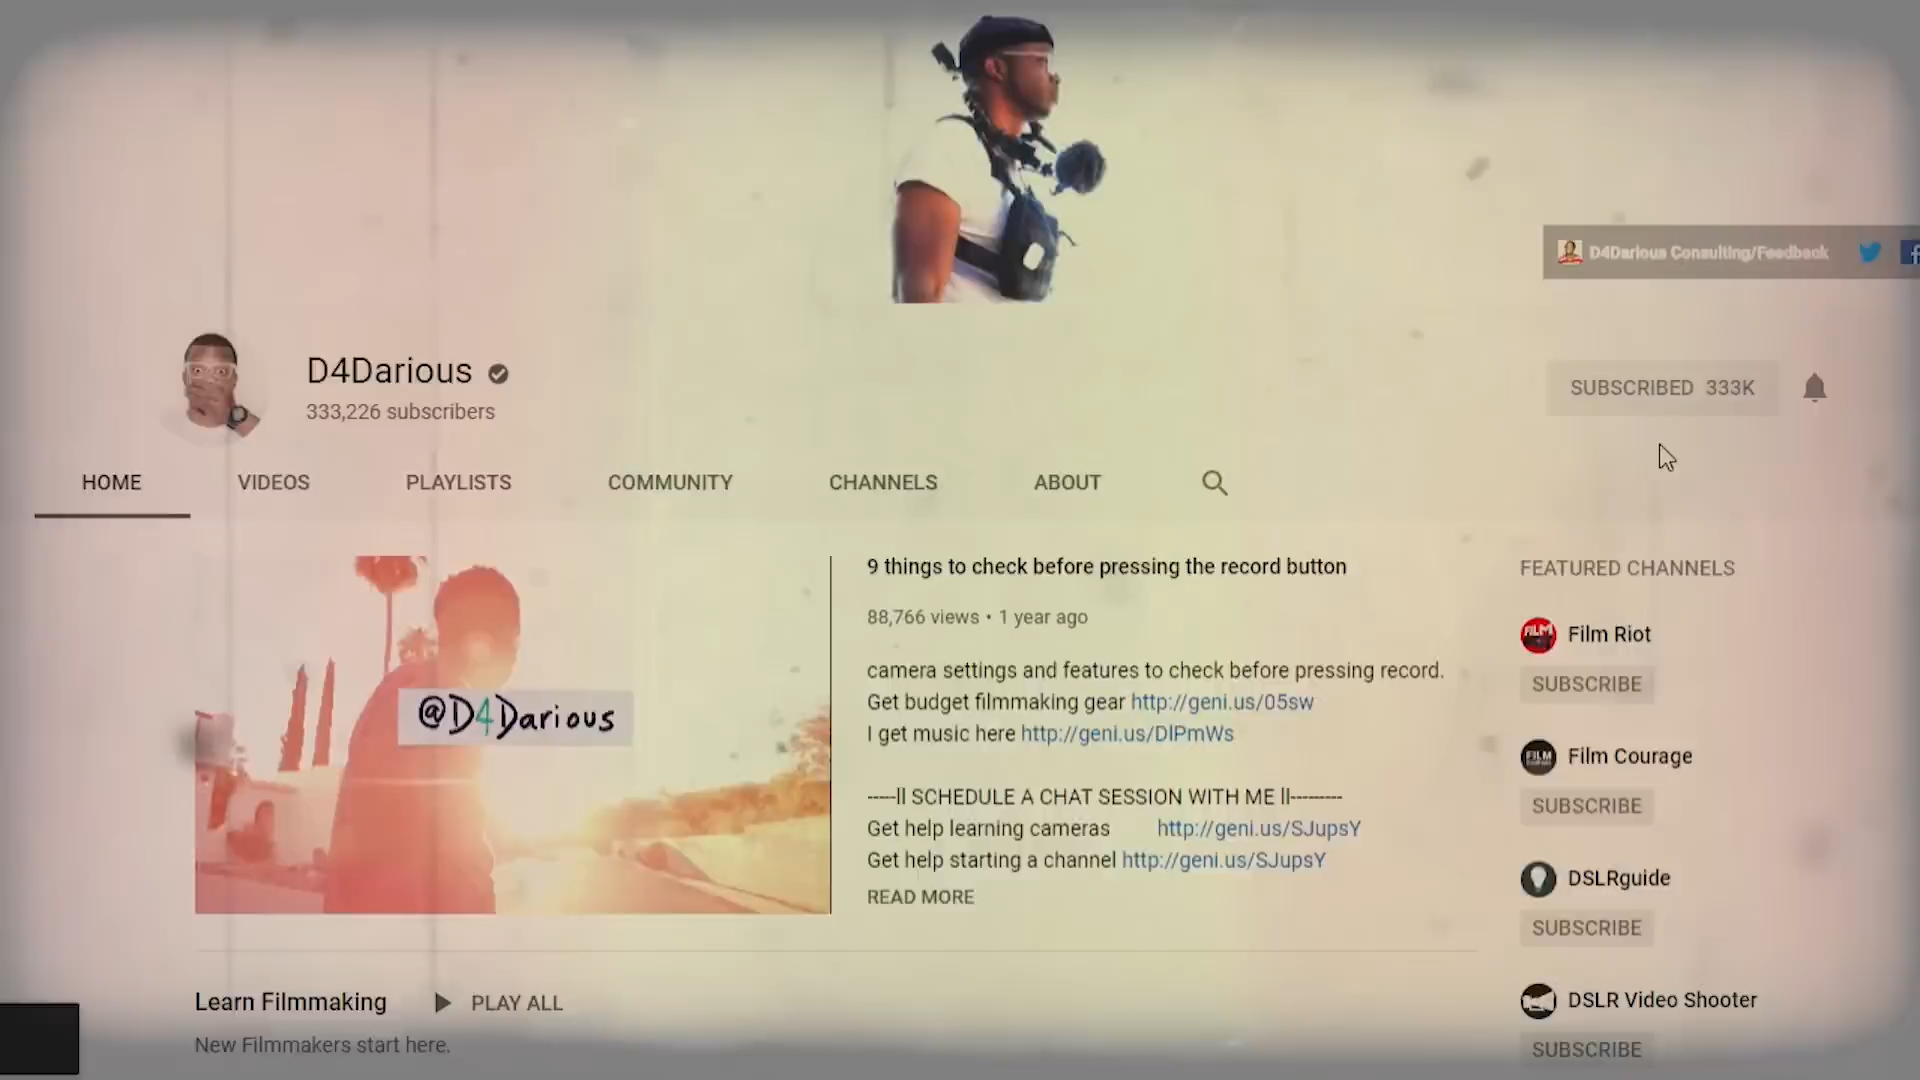 D4Darious Consulting/Feedback
D4Darious
333,226 subscribers
SUBSCRIBED 333K
HOME VIDEOS PLAYLISTS COMMUNITY CHANNELS ABOUT
@D4Darious
9 things to check before pressing the record button
88,766 views • 1 year ago
camera settings and features to check before pressing record.
Get budget filmmaking gear http://geni.us/05sw
I get music here http://geni.us/DlPmWs
-----ll SCHEDULE A CHAT SESSION WITH ME ll---------
Get help learning cameras http://geni.us/SJupsY
Get help starting a channel http://geni.us/SJupsY
READ MORE
Learn Filmmaking PLAY ALL
New Filmmakers start here.
FEATURED CHANNELS
Film Riot
SUBSCRIBE
Film Courage
SUBSCRIBE
DSLRguide
SUBSCRIBE
DSLR Video Shooter
SUBSCRIBE